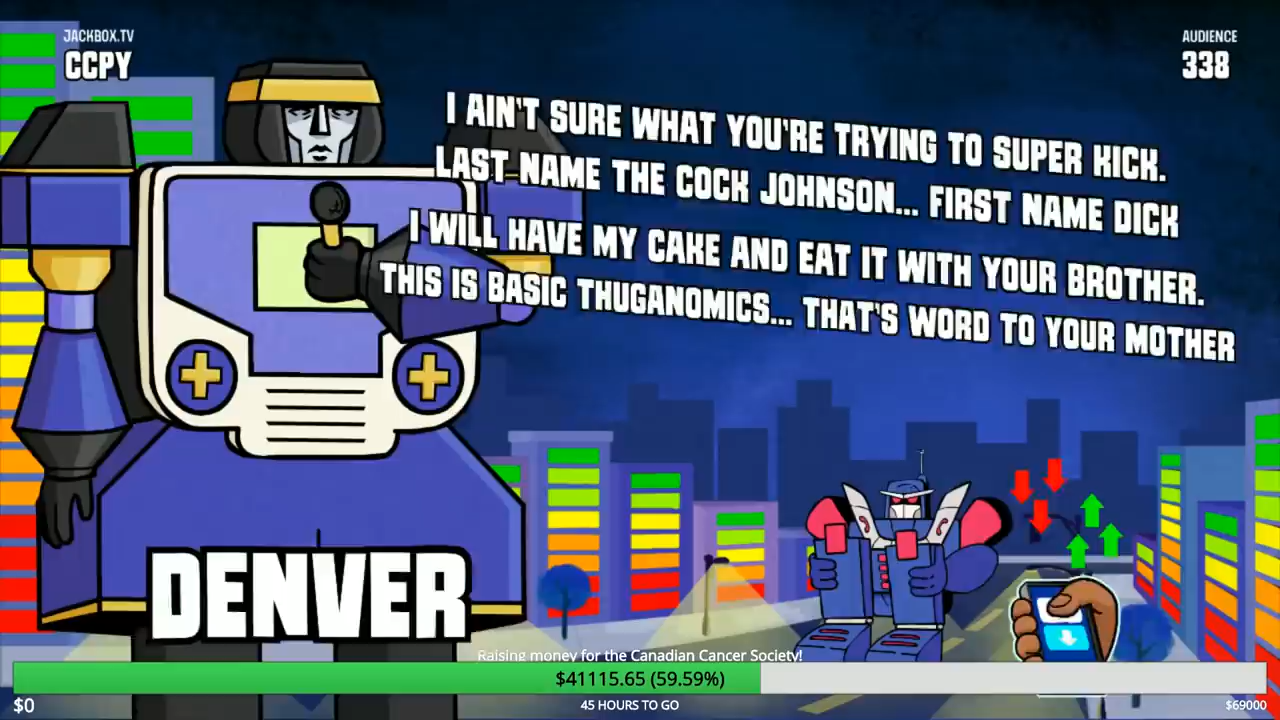 JACKBOX.TV
CCPY
AUDIENCE
338
I AIN'T SURE WHAT YOU'RE TRYING TO SUPER KICK.
LAST NAME THE COCK JOHNSON... FIRST NAME DICK
I WILL HAVE MY CAKE AND EAT IT WITH YOUR BROTHER.
THIS IS BASIC THUGANOMICS... THAT'S WORD TO YOUR MOTHER
DENVER
Raising money for the Canadian Cancer Society!
$41115.65 (59.59%)
$0
45 HOURS TO GO
$69000